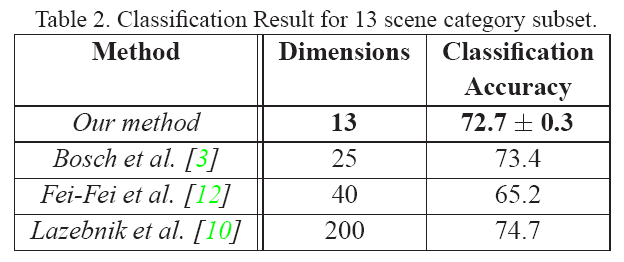 Table 2. Classification Result for 13 scene category subset.
Method Dimensions Classification
Accuracy
Our method 13 72.7 ± 0.3
Bosch et al. [3] 25 73.4
Fei-Fei et al. [12] 40 65.2
Lazebnik et al. [10] 200 74.7